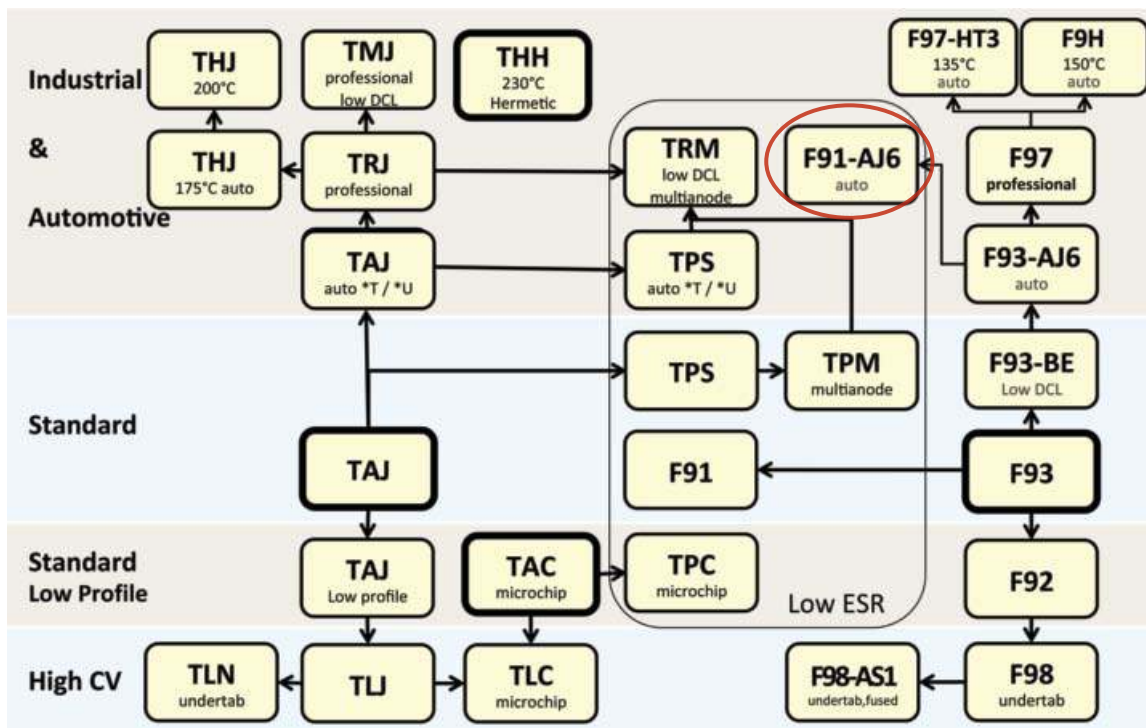 Industrial
&
Automotive
THJ
200°C
TMJ
professional
low DCL
THH
230°C
Hermetic
F97-HT3
135°C
auto
F9H
150°C
auto
THJ
175°C auto
TRJ
professional
TRM
low DCL
multianode
F91-AJ6
auto
F97
professional
TAJ
auto *T / *U
TPS
auto *T / *U
F93-AJ6
auto
Standard
TPS
TPM
multianode
F93-BE
Low DCL
TAJ
F91
F93
Standard
Low Profile
TAJ
Low profile
TAC
microchip
TPC
microchip
Low ESR
F92
High CV
TLN
undertab
TLJ
TLC
microchip
F98-AS1
undertab,fused
F98
undertab